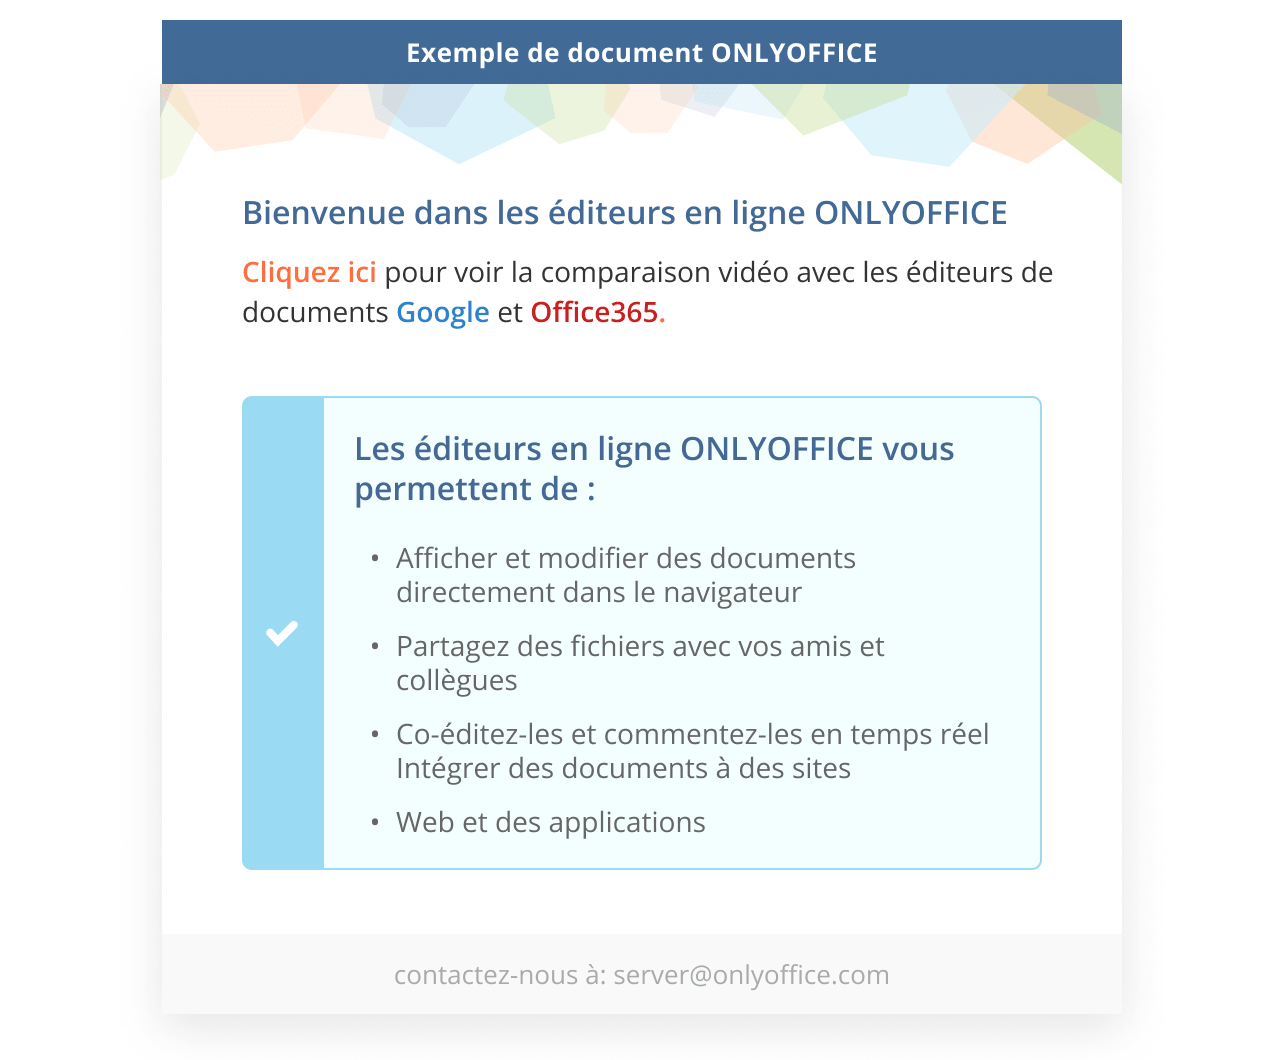 Exemple de document ONLYOFFICE
Bienvenue dans les éditeurs en ligne ONLYOFFICE
Cliquez ici pour voir la comparaison vidéo avec les éditeurs de
documents Google et Office365.
Les éditeurs en ligne ONLYOFFICE vous
permettent de :
• Afficher et modifier des documents
directement dans le navigateur
• Partagez des fichiers avec vos amis et
collègues
• Co-éditez-les et commentez-les en temps réel
Intégrer des documents à des sites
• Web et des applications
contactez-nous à: server@onlyoffice.com